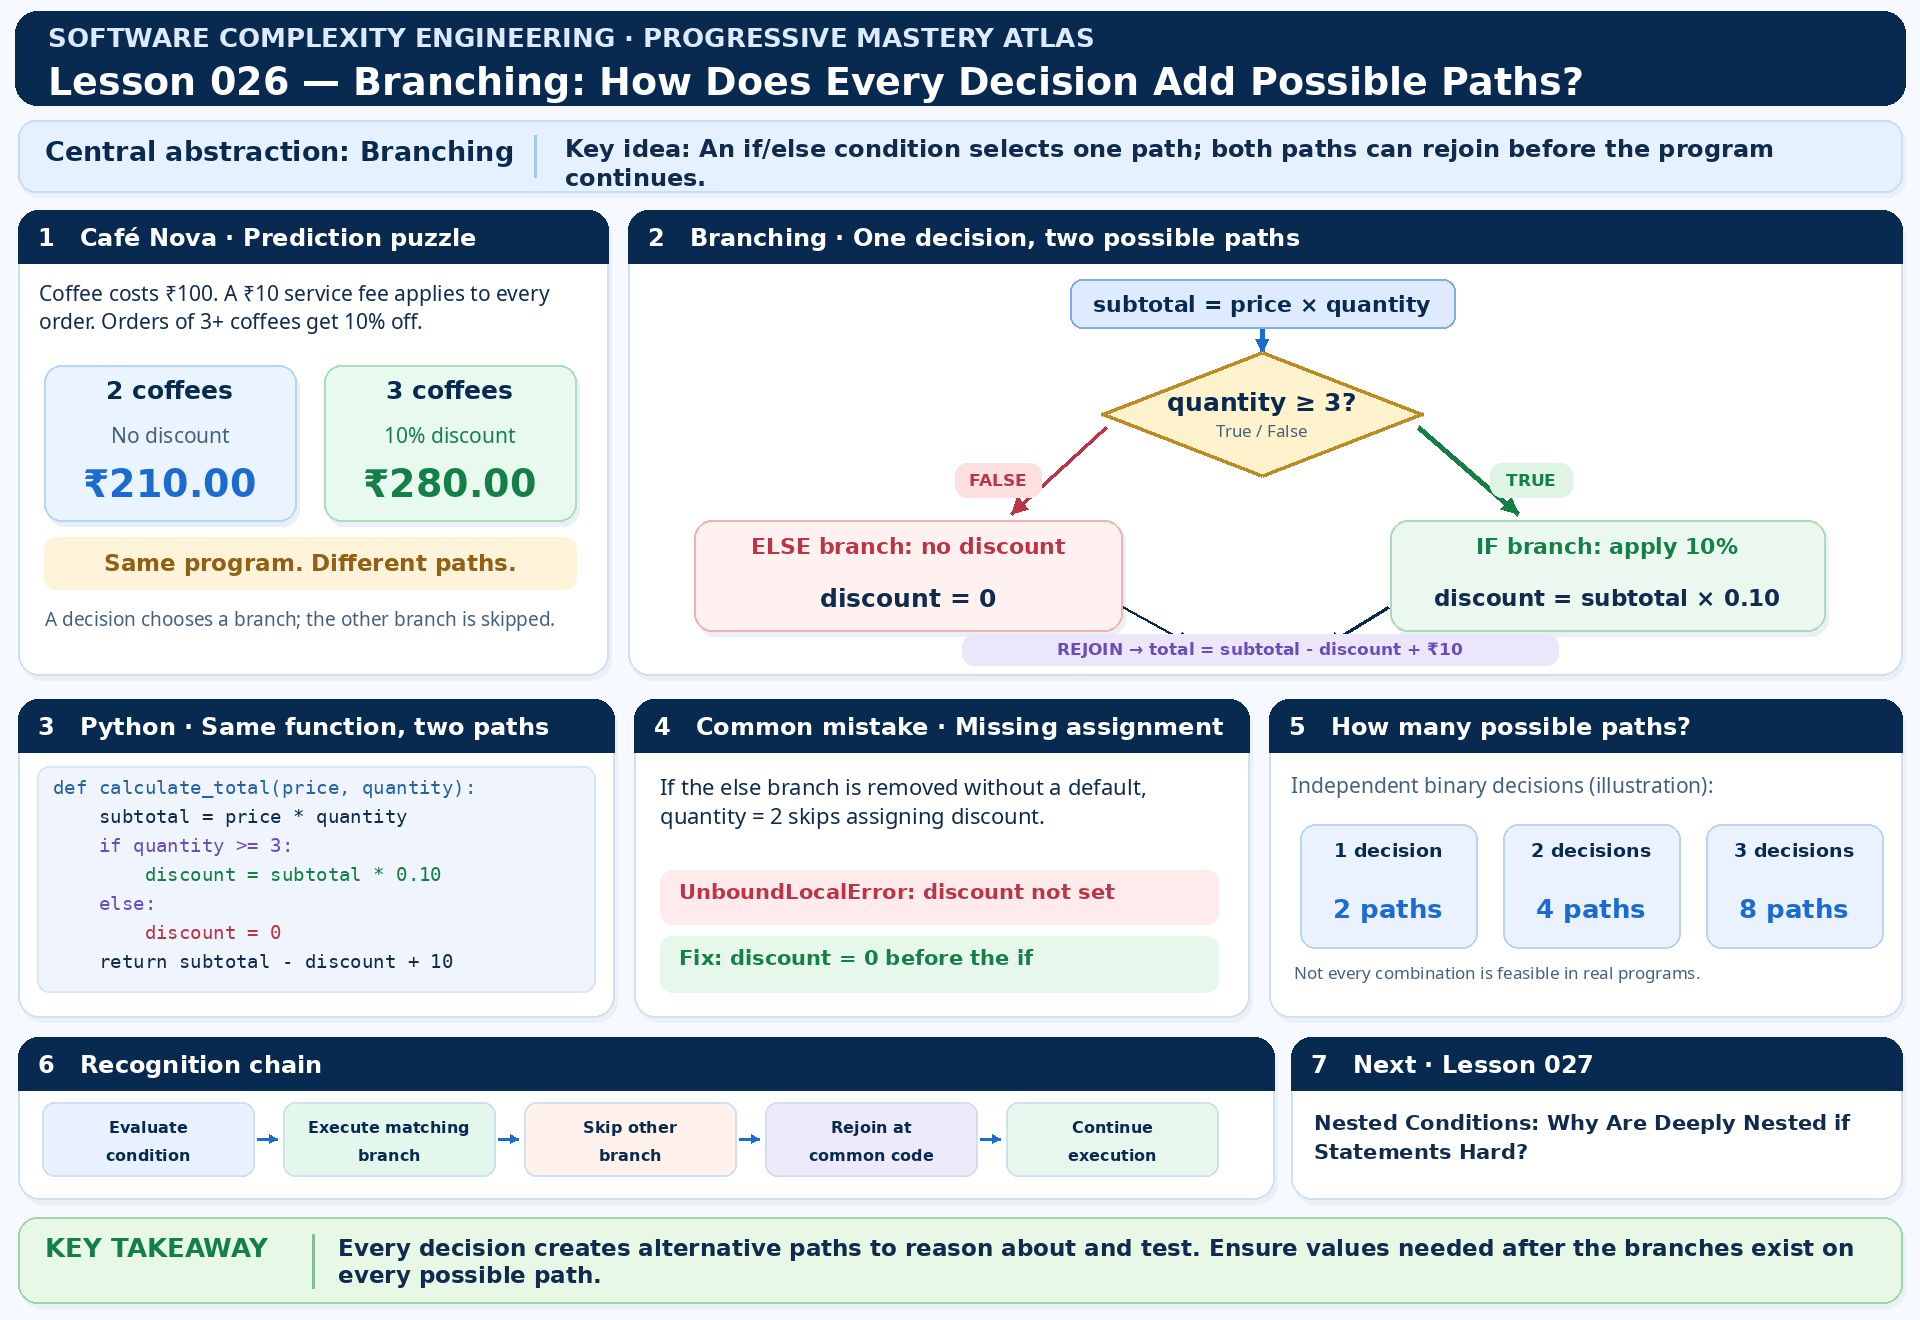 SOFTWARE COMPLEXITY ENGINEERING · PROGRESSIVE MASTERY ATLAS
Lesson 026 — Branching: How Does Every Decision Add Possible Paths?
Central abstraction: Branching
Key idea: An if/else condition selects one path; both paths can rejoin before the program
continues.
1 Café Nova · Prediction puzzle
Coffee costs ₹100. A ₹10 service fee applies to every
order. Orders of 3+ coffees get 10% off.
2 coffees
No discount
₹210.00
3 coffees
10% discount
₹280.00
Same program. Different paths.
A decision chooses a branch; the other branch is skipped.
2 Branching · One decision, two possible paths
subtotal = price × quantity
quantity ≥ 3?
True / False
FALSE
TRUE
ELSE branch: no discount
discount = 0
IF branch: apply 10%
discount = subtotal × 0.10
REJOIN → total = subtotal - discount + ₹10
3 Python · Same function, two paths
def calculate_total(price, quantity):
    subtotal = price * quantity
    if quantity >= 3:
        discount = subtotal * 0.10
    else:
        discount = 0
    return subtotal - discount + 10
4 Common mistake · Missing assignment
If the else branch is removed without a default,
quantity = 2 skips assigning discount.
UnboundLocalError: discount not set
Fix: discount = 0 before the if
5 How many possible paths?
Independent binary decisions (illustration):
1 decision
2 paths
2 decisions
4 paths
3 decisions
8 paths
Not every combination is feasible in real programs.
6 Recognition chain
Evaluate
condition
Execute matching
branch
Skip other
branch
Rejoin at
common code
Continue
execution
7 Next · Lesson 027
Nested Conditions: Why Are Deeply Nested if
Statements Hard?
KEY TAKEAWAY
Every decision creates alternative paths to reason about and test. Ensure values needed after the branches exist on
every possible path.